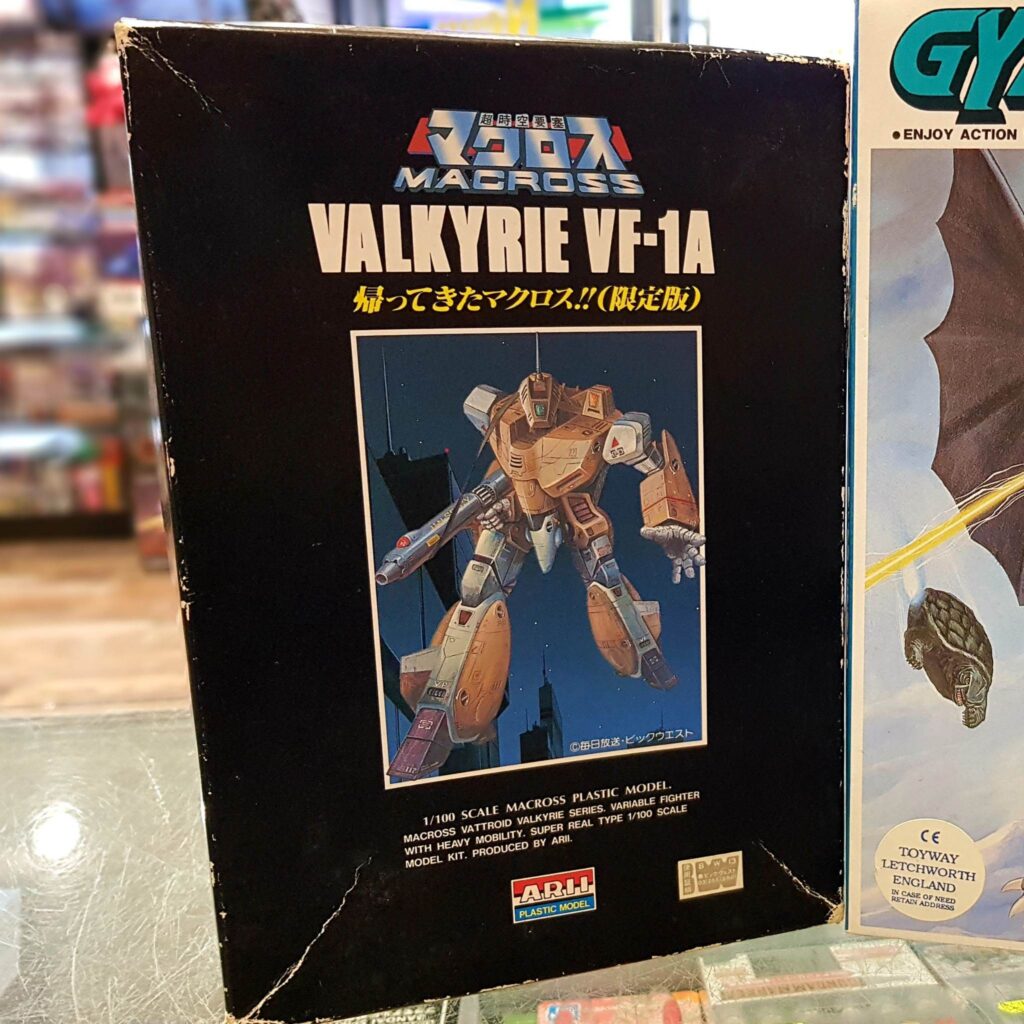 超時空要塞
マクロス
MACROSS
VALKYRIE VF-1A
帰ってきたマクロス!!(限定版)
©毎日放送・ビックウエスト
1/100 SCALE MACROSS PLASTIC MODEL.
MACROSS VATTROID VALKYRIE SERIES. VARIABLE FIGHTER
WITH HEAVY MOBILITY. SUPER REAL TYPE 1/100 SCALE
MODEL KIT. PRODUCED BY ARII.
ARII
PLASTIC MODEL
GY
• ENJOY ACTION
CE
TOYWAY
LETCHWORTH
ENGLAND
IN CASE OF NEED
RETAIN ADDRESS